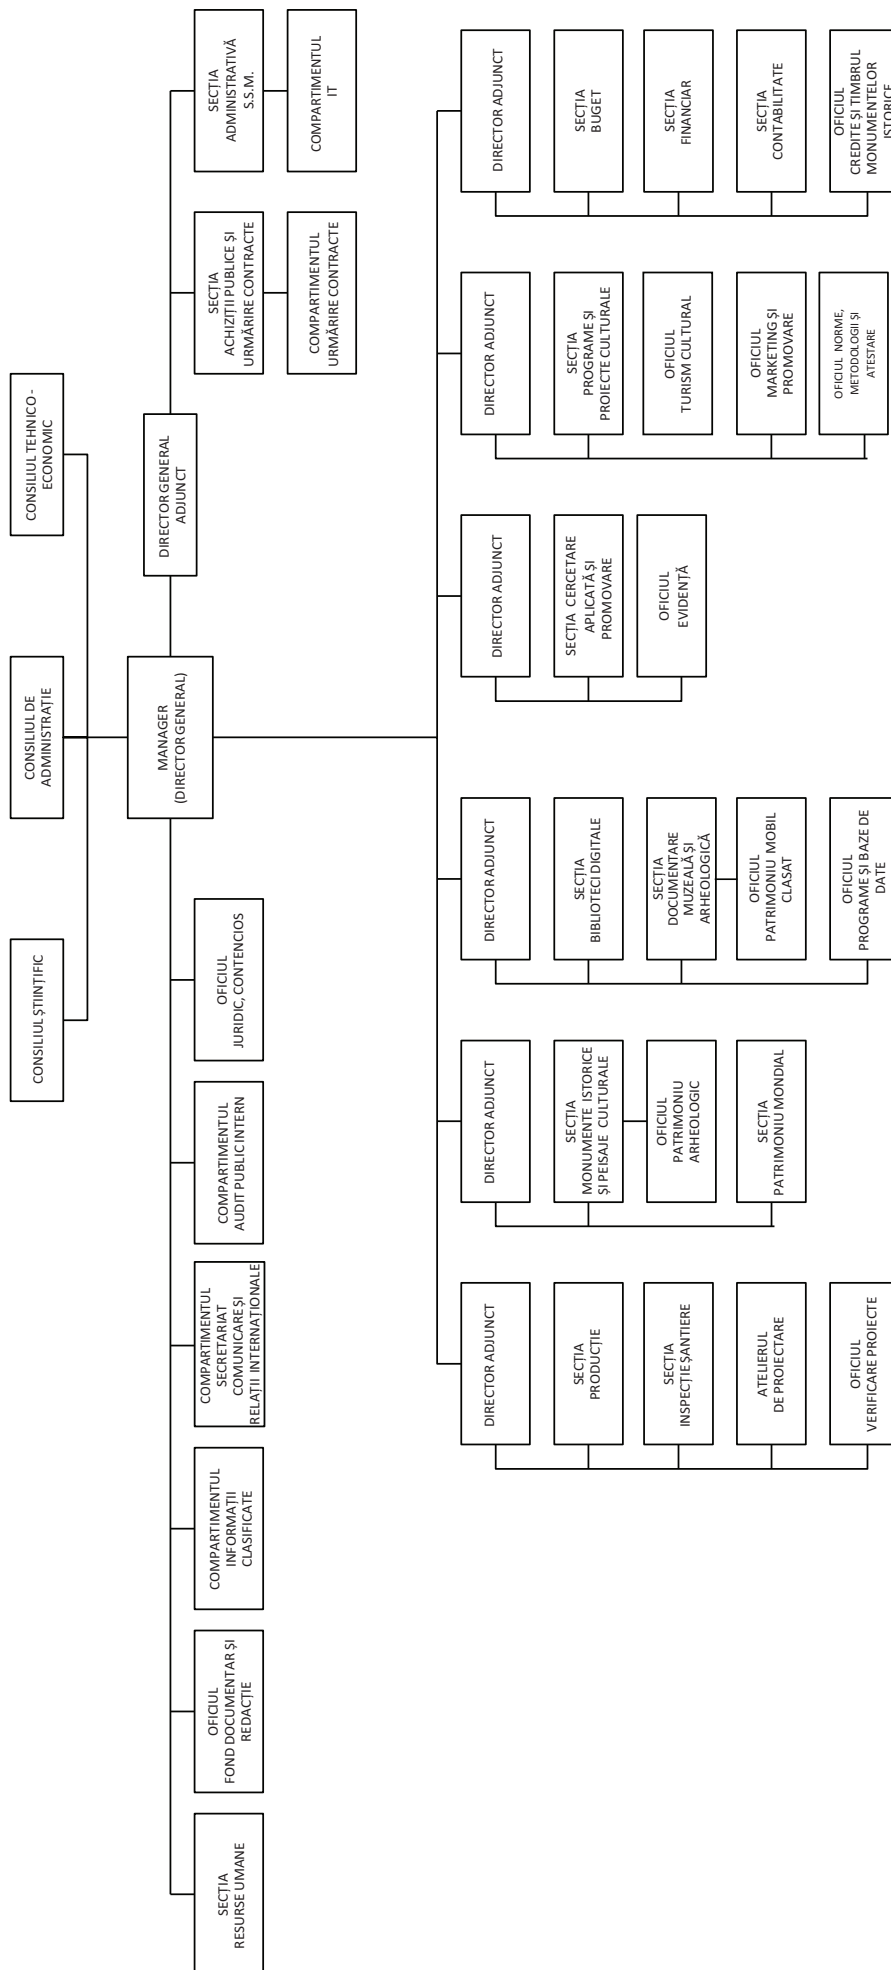 CONSILIUL ȘTIINȚIFIC
CONSILIUL DE
ADMINISTRAȚIE
CONSILIUL TEHNICO-
ECONOMIC
MANAGER
(DIRECTOR GENERAL)
DIRECTOR GENERAL
ADJUNCT
SECȚIA
RESURSE UMANE
OFICIUL
FOND DOCUMENTAR ȘI
REDACȚIE
COMPARTIMENTUL
INFORMAȚII
CLASIFICATE
COMPARTIMENTUL
SECRETARIAT
COMUNICARE ȘI
RELAȚII INTERNAȚIONALE
COMPARTIMENTUL
AUDIT PUBLIC INTERN
OFICIUL
JURIDIC, CONTENCIOS
SECȚIA
ACHIZIȚII PUBLICE ȘI
URMĂRIRE CONTRACTE
COMPARTIMENTUL
URMĂRIRE CONTRACTE
SECȚIA
ADMINISTRATIVĂ
S.S.M.
COMPARTIMENTUL
IT
DIRECTOR ADJUNCT
SECȚIA
PRODUCȚIE
SECȚIA
INSPECȚIE ȘANTIERE
ATELIERUL
DE PROIECTARE
OFICIUL
VERIFICARE PROIECTE
DIRECTOR ADJUNCT
SECȚIA
MONUMENTE ISTORICE
ȘI PEISAJE CULTURALE
OFICIUL
PATRIMONIU
ARHEOLOGIC
SECȚIA
PATRIMONIU MONDIAL
DIRECTOR ADJUNCT
SECȚIA
BIBLIOTECI DIGITALE
SECȚIA
DOCUMENTARE
MUZEALĂ ȘI
ARHEOLOGICĂ
OFICIUL
PATRIMONIU MOBIL
CLASAT
OFICIUL
PROGRAME ȘI BAZE DE
DATE
DIRECTOR ADJUNCT
SECȚIA CERCETARE
APLICATĂ ȘI
PROMOVARE
OFICIUL
EVIDENȚĂ
DIRECTOR ADJUNCT
SECȚIA
PROGRAME ȘI
PROIECTE CULTURALE
OFICIUL
TURISM CULTURAL
OFICIUL
MARKETING ȘI
PROMOVARE
OFICIUL NORME,
METODOLOGII ȘI
ATESTARE
DIRECTOR ADJUNCT
SECȚIA
BUGET
SECȚIA
FINANCIAR
SECȚIA
CONTABILITATE
OFICIUL
CREDITE ȘI TIMBRUL
MONUMENTELOR
ISTORICE